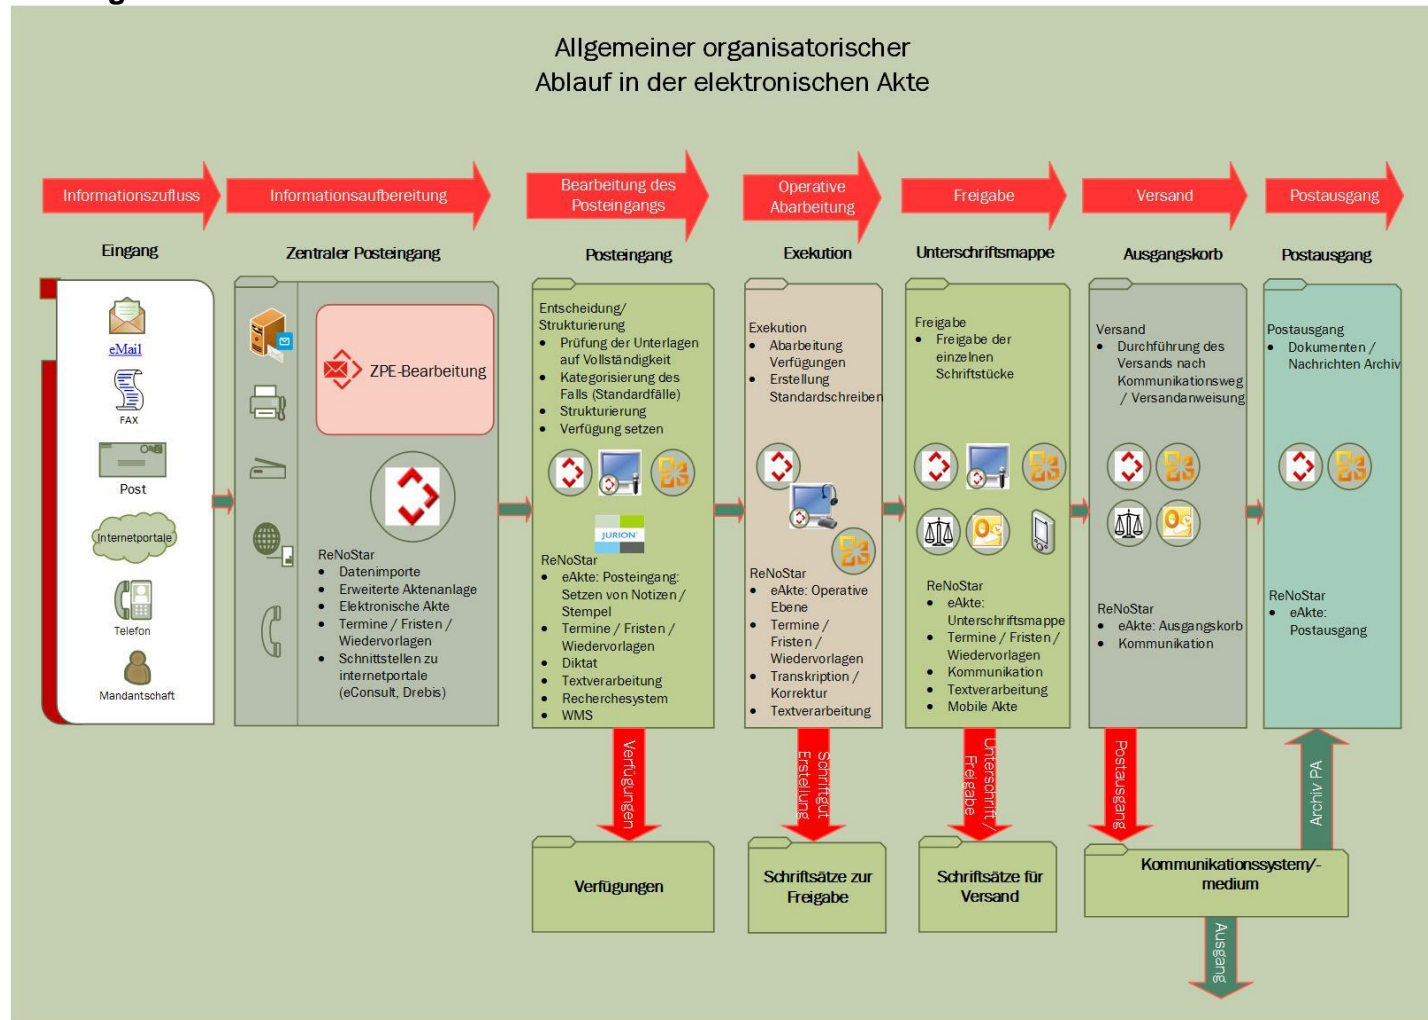 Allgemeiner organisatorischer
Ablauf in der elektronischen Akte
Informationszufluss
Informationsaufbereitung
Bearbeitung des
Posteingangs
Operative
Abarbeitung
Freigabe
Versand
Postausgang
Eingang
Zentraler Posteingang
Posteingang
Exekution
Unterschriftsmappe
Ausgangskorb
Postausgang
eMail
FAX
Post
Internetportale
Telefon
Mandantschaft
ZPE-Bearbeitung
ReNoStar
• Datenimporte
• Erweiterte Aktenanlage
• Elektronische Akte
• Termine / Fristen /
Wiedervorlagen
• Schnittstellen zu
internetportale
(eConsult, Drebis)
Entscheidung/
Strukturierung
• Prüfung der Unterlagen
auf Vollständigkeit
• Kategorisierung des
Falls (Standardfälle)
• Strukturierung
• Verfügung setzen
JURION
ReNoStar
• eAkte: Posteingang:
Setzen von Notizen /
Stempel
• Termine / Fristen /
Wiedervorlagen
• Diktat
• Textverarbeitung
• Recherchesystem
• WMS
Exekution
• Abarbeitung
Verfügungen
• Erstellung
Standardschreiben
ReNoStar
• eAkte: Operative
Ebene
• Termine /
Fristen /
Wiedervorlagen
• Transkription /
Korrektur
• Textverarbeitung
Freigabe
• Freigabe der
einzelnen
Schriftstücke
ReNoStar
• eAkte:
Unterschriftsmappe
• Termine / Fristen /
Wiedervorlagen
• Kommunikation
• Textverarbeitung
• Mobile Akte
Versand
• Durchführung des
Versands nach
Kommunikationsweg
/ Versandanweisung
ReNoStar
• eAkte: Ausgangskorb
• Kommunikation
Postausgang
• Dokumenten /
Nachrichten Archiv
ReNoStar
• eAkte:
Postausgang
Verfügungen
Schriftgut
Erstellung
Unterschrift /
Freigabe
Postausgang
Archiv PA
Verfügungen
Schriftsätze zur
Freigabe
Schriftsätze für
Versand
Kommunikationssystem/-
medium
Ausgang